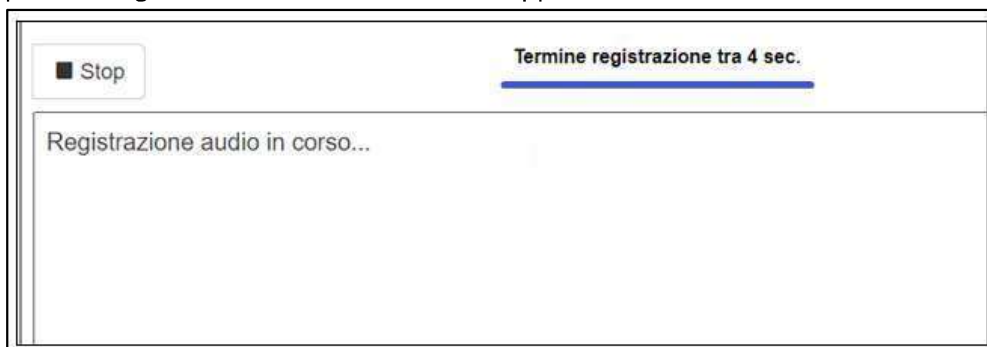 Stop
Termine registrazione tra 4 sec.
Registrazione audio in corso...